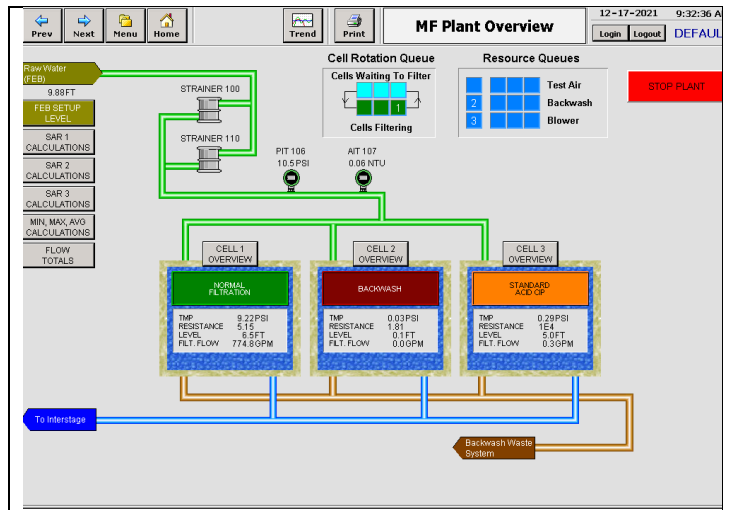 Prev Next Menu Home Trend Print MF Plant Overview 12-17-2021 9:32:36 A
Login Logout DEFAUL
Raw Water
(FEB)
9.88FT
FEB SETUP
LEVEL
SAR 1
CALCULATIONS
SAR 2
CALCULATIONS
SAR 3
CALCULATIONS
MIN, MAX, AVG
CALCULATIONS
FLOW
TOTALS
STRAINER 100
STRAINER 110
Cell Rotation Queue
Cells Waiting To Filter
1
Cells Filtering
Resource Queues
Test Air
2 Backwash
3 Blower
STOP PLANT
PIT 106
10.5 PSI
AIT 107
0.06 NTU
CELL 1
OVERVIEW
NORMAL
FILTRATION
TMP 9.22PSI
RESISTANCE 5.15
LEVEL 6.5FT
FILT. FLOW 774.8GPM
CELL 2
OVERVIEW
BACKWASH
TMP 0.03PSI
RESISTANCE 1.81
LEVEL 0.1FT
FILT. FLOW 0.0GPM
CELL 3
OVERVIEW
STANDARD
ACID CIP
TMP 0.29PSI
RESISTANCE 1E4
LEVEL 5.0FT
FILT. FLOW 0.3GPM
To Interstage
Backwash Waste
System